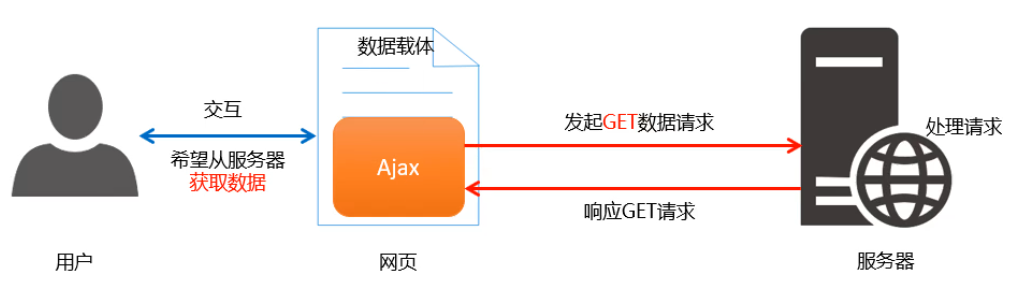 数据载体
交互
希望从服务器
获取数据
Ajax
发起GET数据请求
响应GET请求
处理请求
用户
网页
服务器